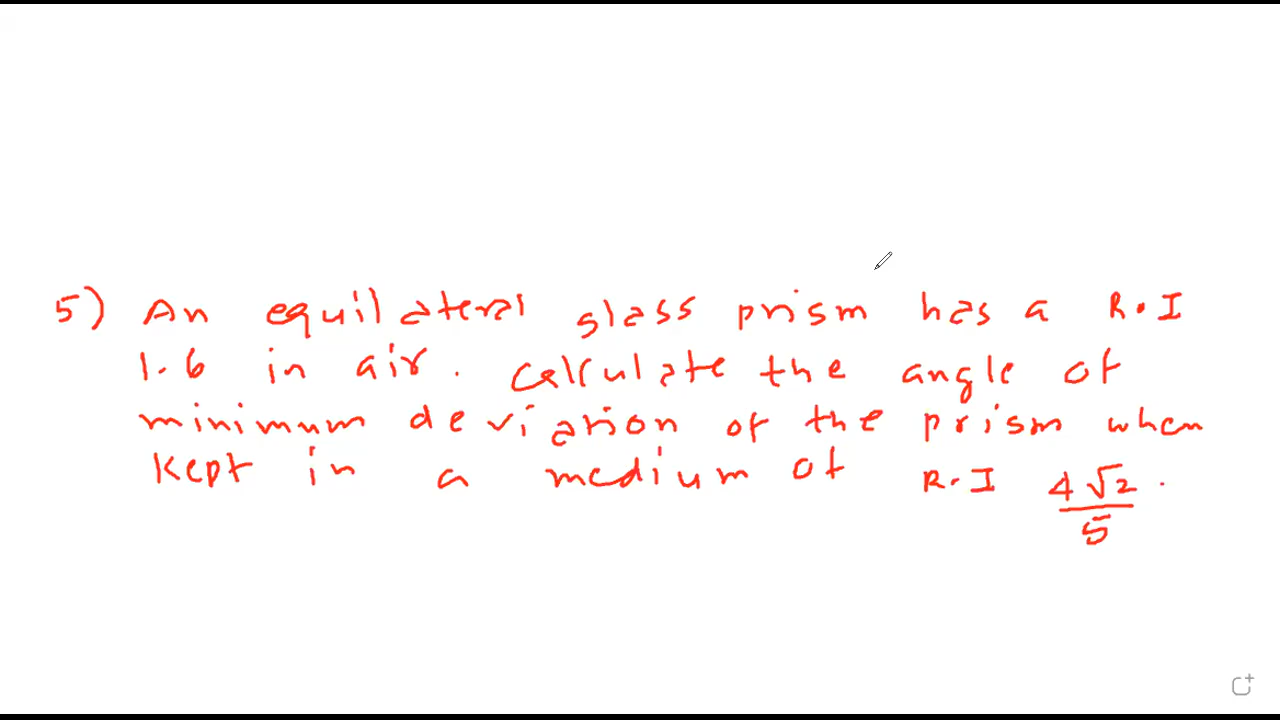 5) An equilateral glass prism has a R.I
1.6 in air. Calculate the angle of
minimum deviation of the prism when
kept in a medium of R.I 4√2/5.